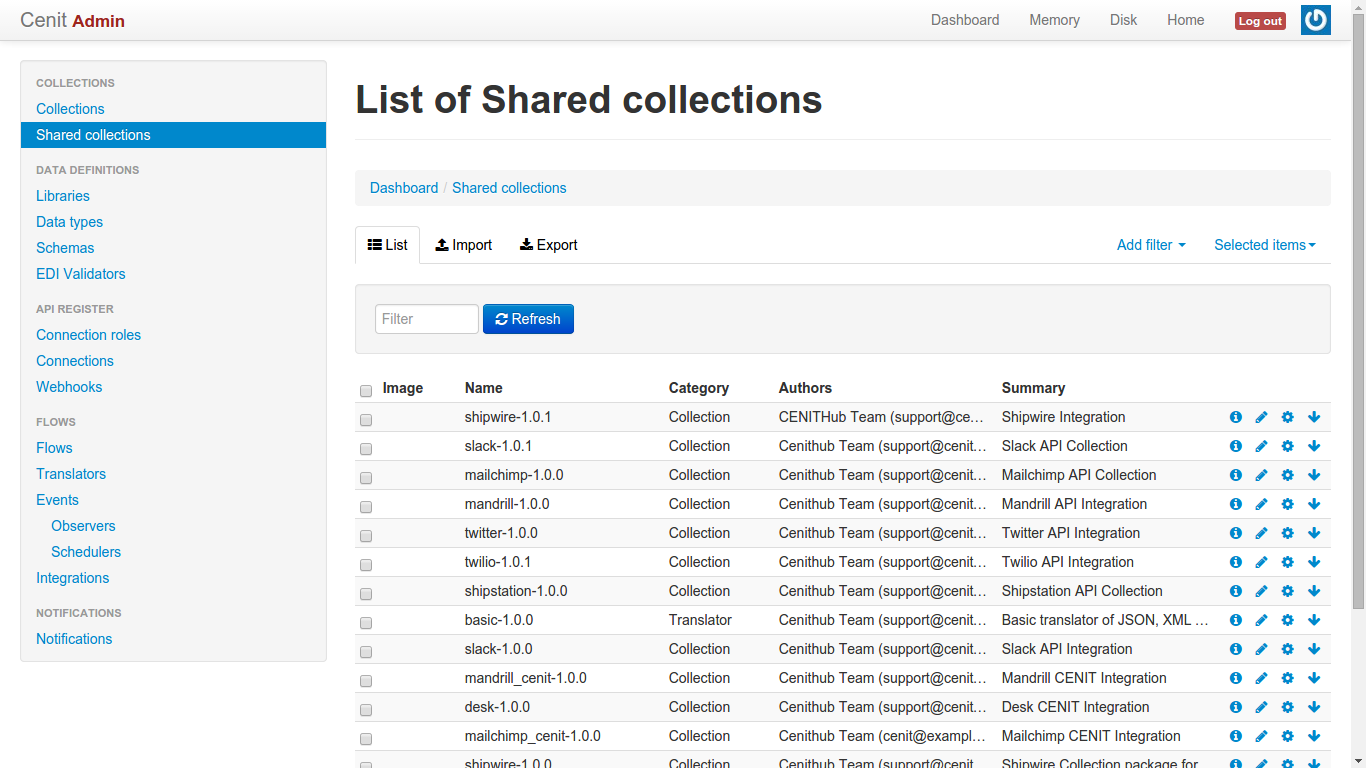 Cenit Admin
Dashboard Memory Disk Home Log out
COLLECTIONS
Collections
Shared collections
DATA DEFINITIONS
Libraries
Data types
Schemas
EDI Validators
API REGISTER
Connection roles
Connections
Webhooks
FLOWS
Flows
Translators
Events
Observers
Schedulers
Integrations
NOTIFICATIONS
Notifications
List of Shared collections
Dashboard / Shared collections
List Import Export Add filter Selected items
Filter Refresh
Image Name Category Authors Summary
shipwire-1.0.1 Collection CENITHub Team (support@ce... Shipwire Integration
slack-1.0.1 Collection Cenithub Team (support@cenit... Slack API Collection
mailchimp-1.0.0 Collection Cenithub Team (support@cenit... Mailchimp API Collection
mandrill-1.0.0 Collection Cenithub Team (support@cenit... Mandrill API Integration
twitter-1.0.0 Collection Cenithub Team (support@cenit... Twitter API Integration
twilio-1.0.1 Collection Cenithub Team (support@cenit... Twilio API Integration
shipstation-1.0.0 Collection Cenithub Team (support@cenit... Shipstation API Collection
basic-1.0.0 Translator Cenithub Team (support@cenit... Basic translator of JSON, XML ...
slack-1.0.0 Collection Cenithub Team (support@cenit... Slack API Integration
mandrill_cenit-1.0.0 Collection Cenithub Team (support@cenit... Mandrill CENIT Integration
desk-1.0.0 Collection Cenithub Team (support@cenit... Desk CENIT Integration
mailchimp_cenit-1.0.0 Collection Cenithub Team (cenit@exampl... Mailchimp CENIT Integration
shipwire-1.0.0 Collection Cenithub Team (support@cenit... Shipwire Collection package for